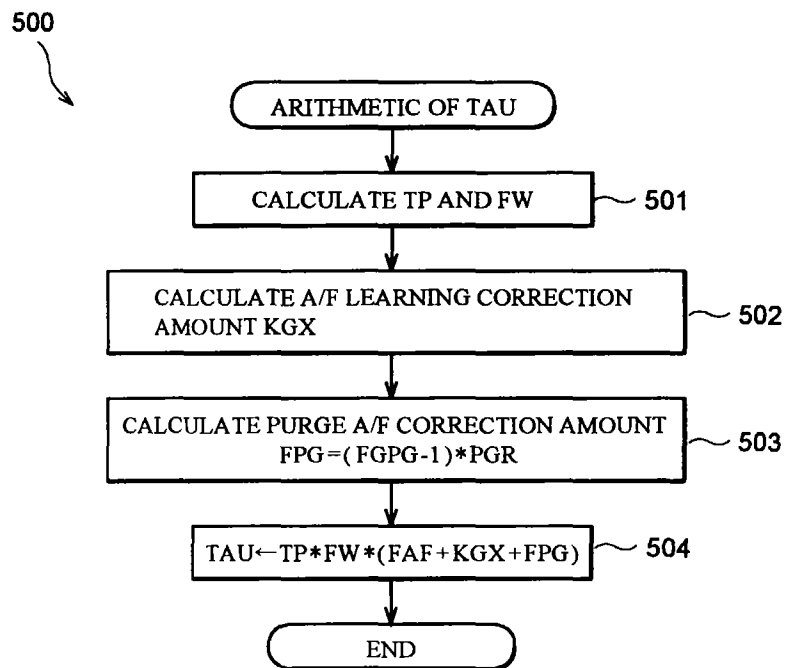 500
ARITHMETIC OF TAU
CALCULATE TP AND FW
501
CALCULATE A/F LEARNING CORRECTION
AMOUNT KGX
502
CALCULATE PURGE A/F CORRECTION AMOUNT
FPG=(FGPG-1)*PGR
503
TAU←TP*FW*(FAF+KGX+FPG)
504
END